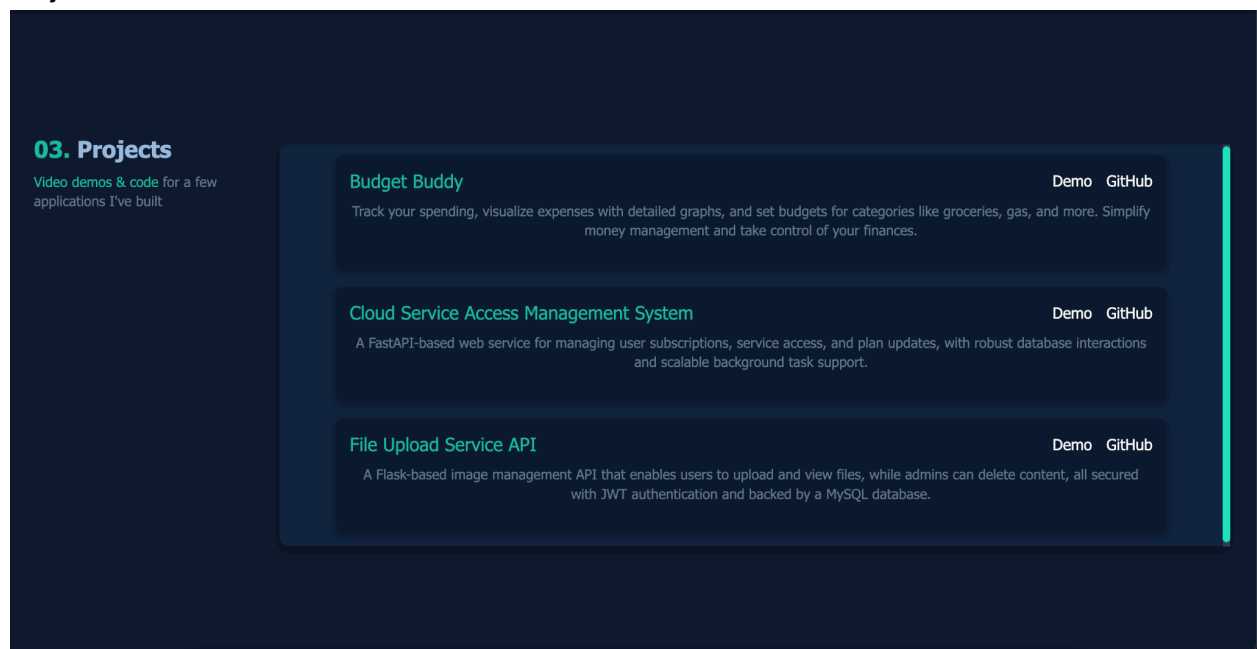 03. Projects
Video demos & code for a few
applications I've built
Budget Buddy
Demo GitHub
Track your spending, visualize expenses with detailed graphs, and set budgets for categories like groceries, gas, and more. Simplify
money management and take control of your finances.
Cloud Service Access Management System
Demo GitHub
A FastAPI-based web service for managing user subscriptions, service access, and plan updates, with robust database interactions
and scalable background task support.
File Upload Service API
Demo GitHub
A Flask-based image management API that enables users to upload and view files, while admins can delete content, all secured
with JWT authentication and backed by a MySQL database.